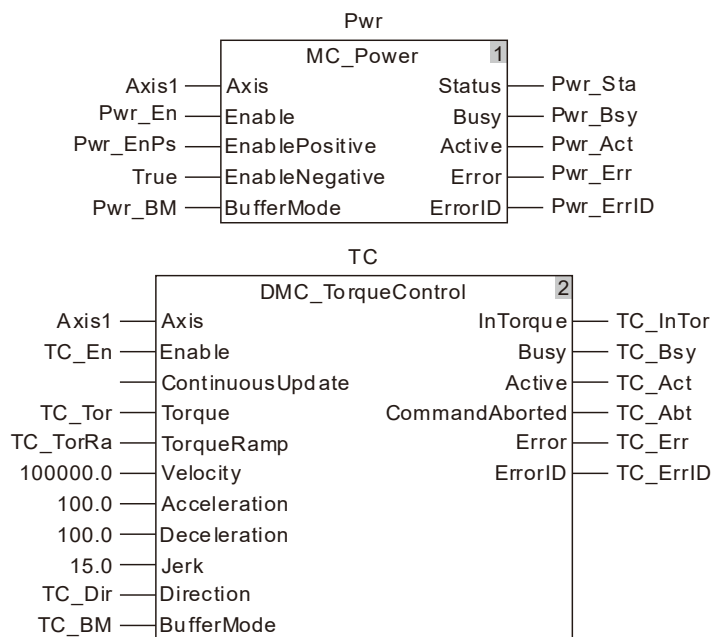 Pwr
MC_Power 1
Axis1 Axis Status Pwr_Sta
Pwr_En Enable Busy Pwr_Bsy
Pwr_EnPs EnablePositive Active Pwr_Act
True EnableNegative Error Pwr_Err
Pwr_BM BufferMode ErrorID Pwr_ErrID
TC
DMC_TorqueControl 2
Axis1 Axis InTorque TC_InTor
TC_En Enable Busy TC_Bsy
ContinuousUpdate Active TC_Act
TC_Tor Torque CommandAborted TC_Abt
TC_TorRa TorqueRamp Error TC_Err
100000.0 Velocity ErrorID TC_ErrID
100.0 Acceleration
100.0 Deceleration
15.0 Jerk
TC_Dir Direction
TC_BM BufferMode